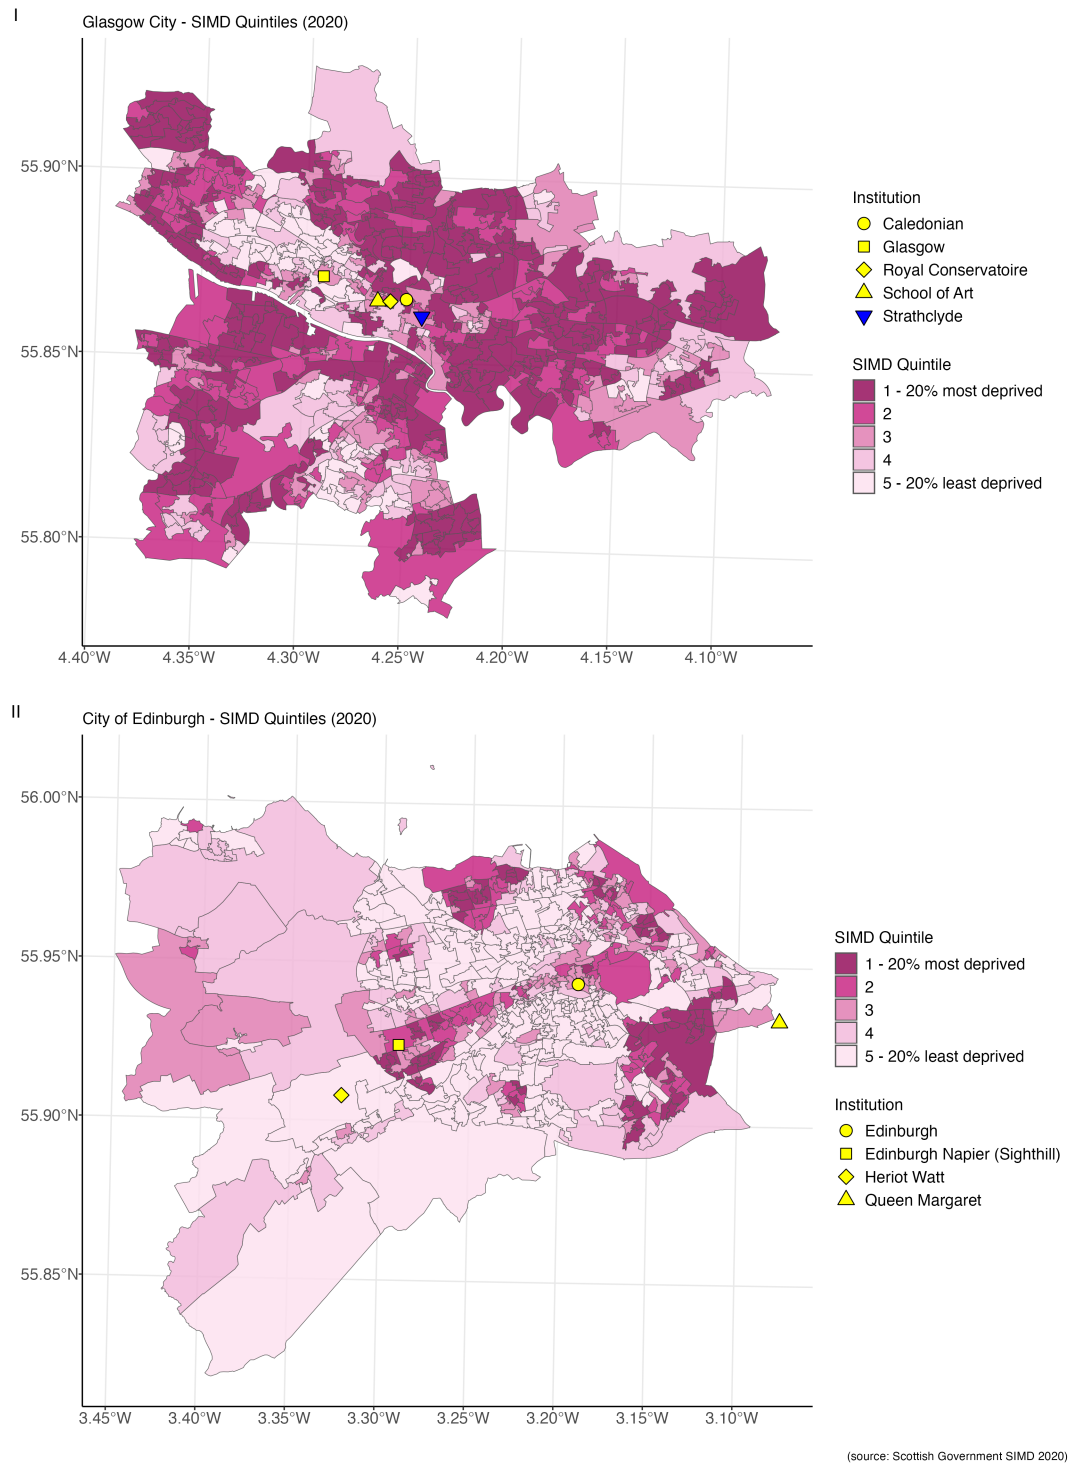 I
Glasgow City - SIMD Quintiles (2020)
55.90°N
55.85°N
55.80°N
4.40°W 4.35°W 4.30°W 4.25°W 4.20°W 4.15°W 4.10°W
Institution
Caledonian
Glasgow
Royal Conservatoire
School of Art
Strathclyde
SIMD Quintile
1 - 20% most deprived
2
3
4
5 - 20% least deprived
II
City of Edinburgh - SIMD Quintiles (2020)
56.00°N
55.95°N
55.90°N
55.85°N
3.45°W 3.40°W 3.35°W 3.30°W 3.25°W 3.20°W 3.15°W 3.10°W
SIMD Quintile
1 - 20% most deprived
2
3
4
5 - 20% least deprived
Institution
Edinburgh
Edinburgh Napier (Sighthill)
Heriot Watt
Queen Margaret
(source: Scottish Government SIMD 2020)